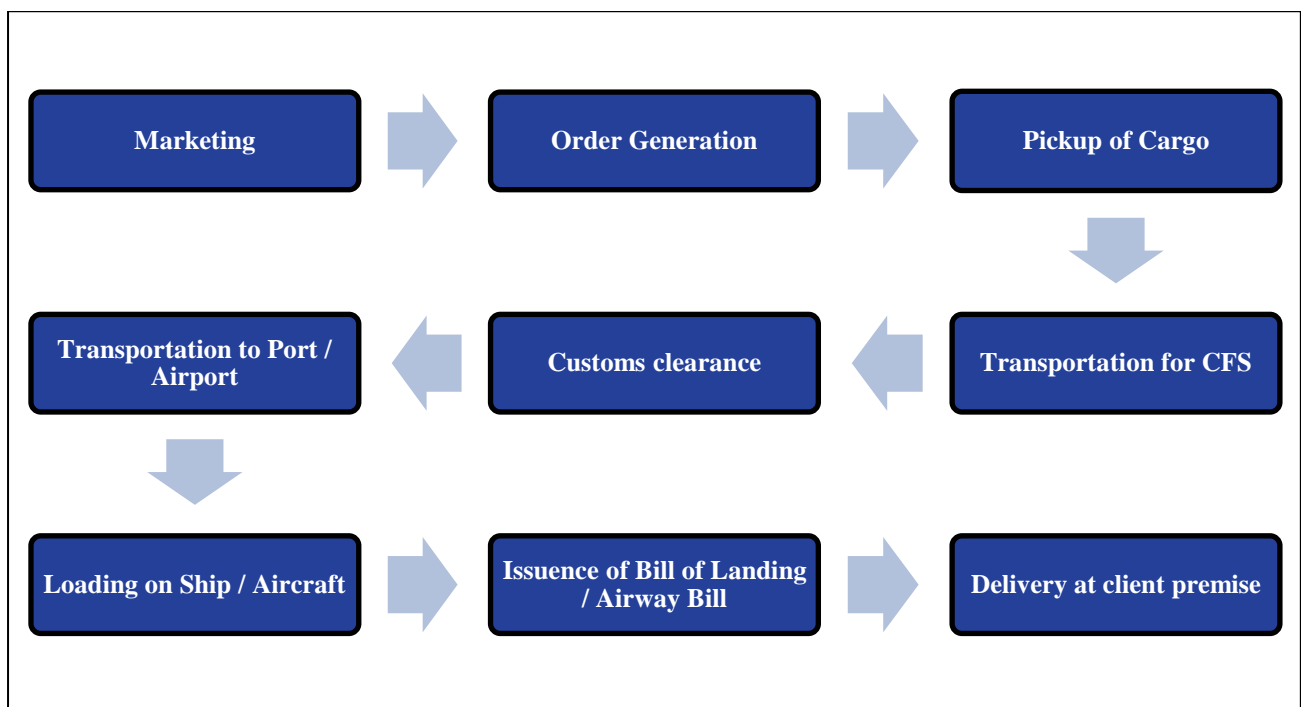 Marketing
Order Generation
Pickup of Cargo
Transportation for CFS
Customs clearance
Transportation to Port /
Airport
Loading on Ship / Aircraft
Issuence of Bill of Landing
/ Airway Bill
Delivery at client premise